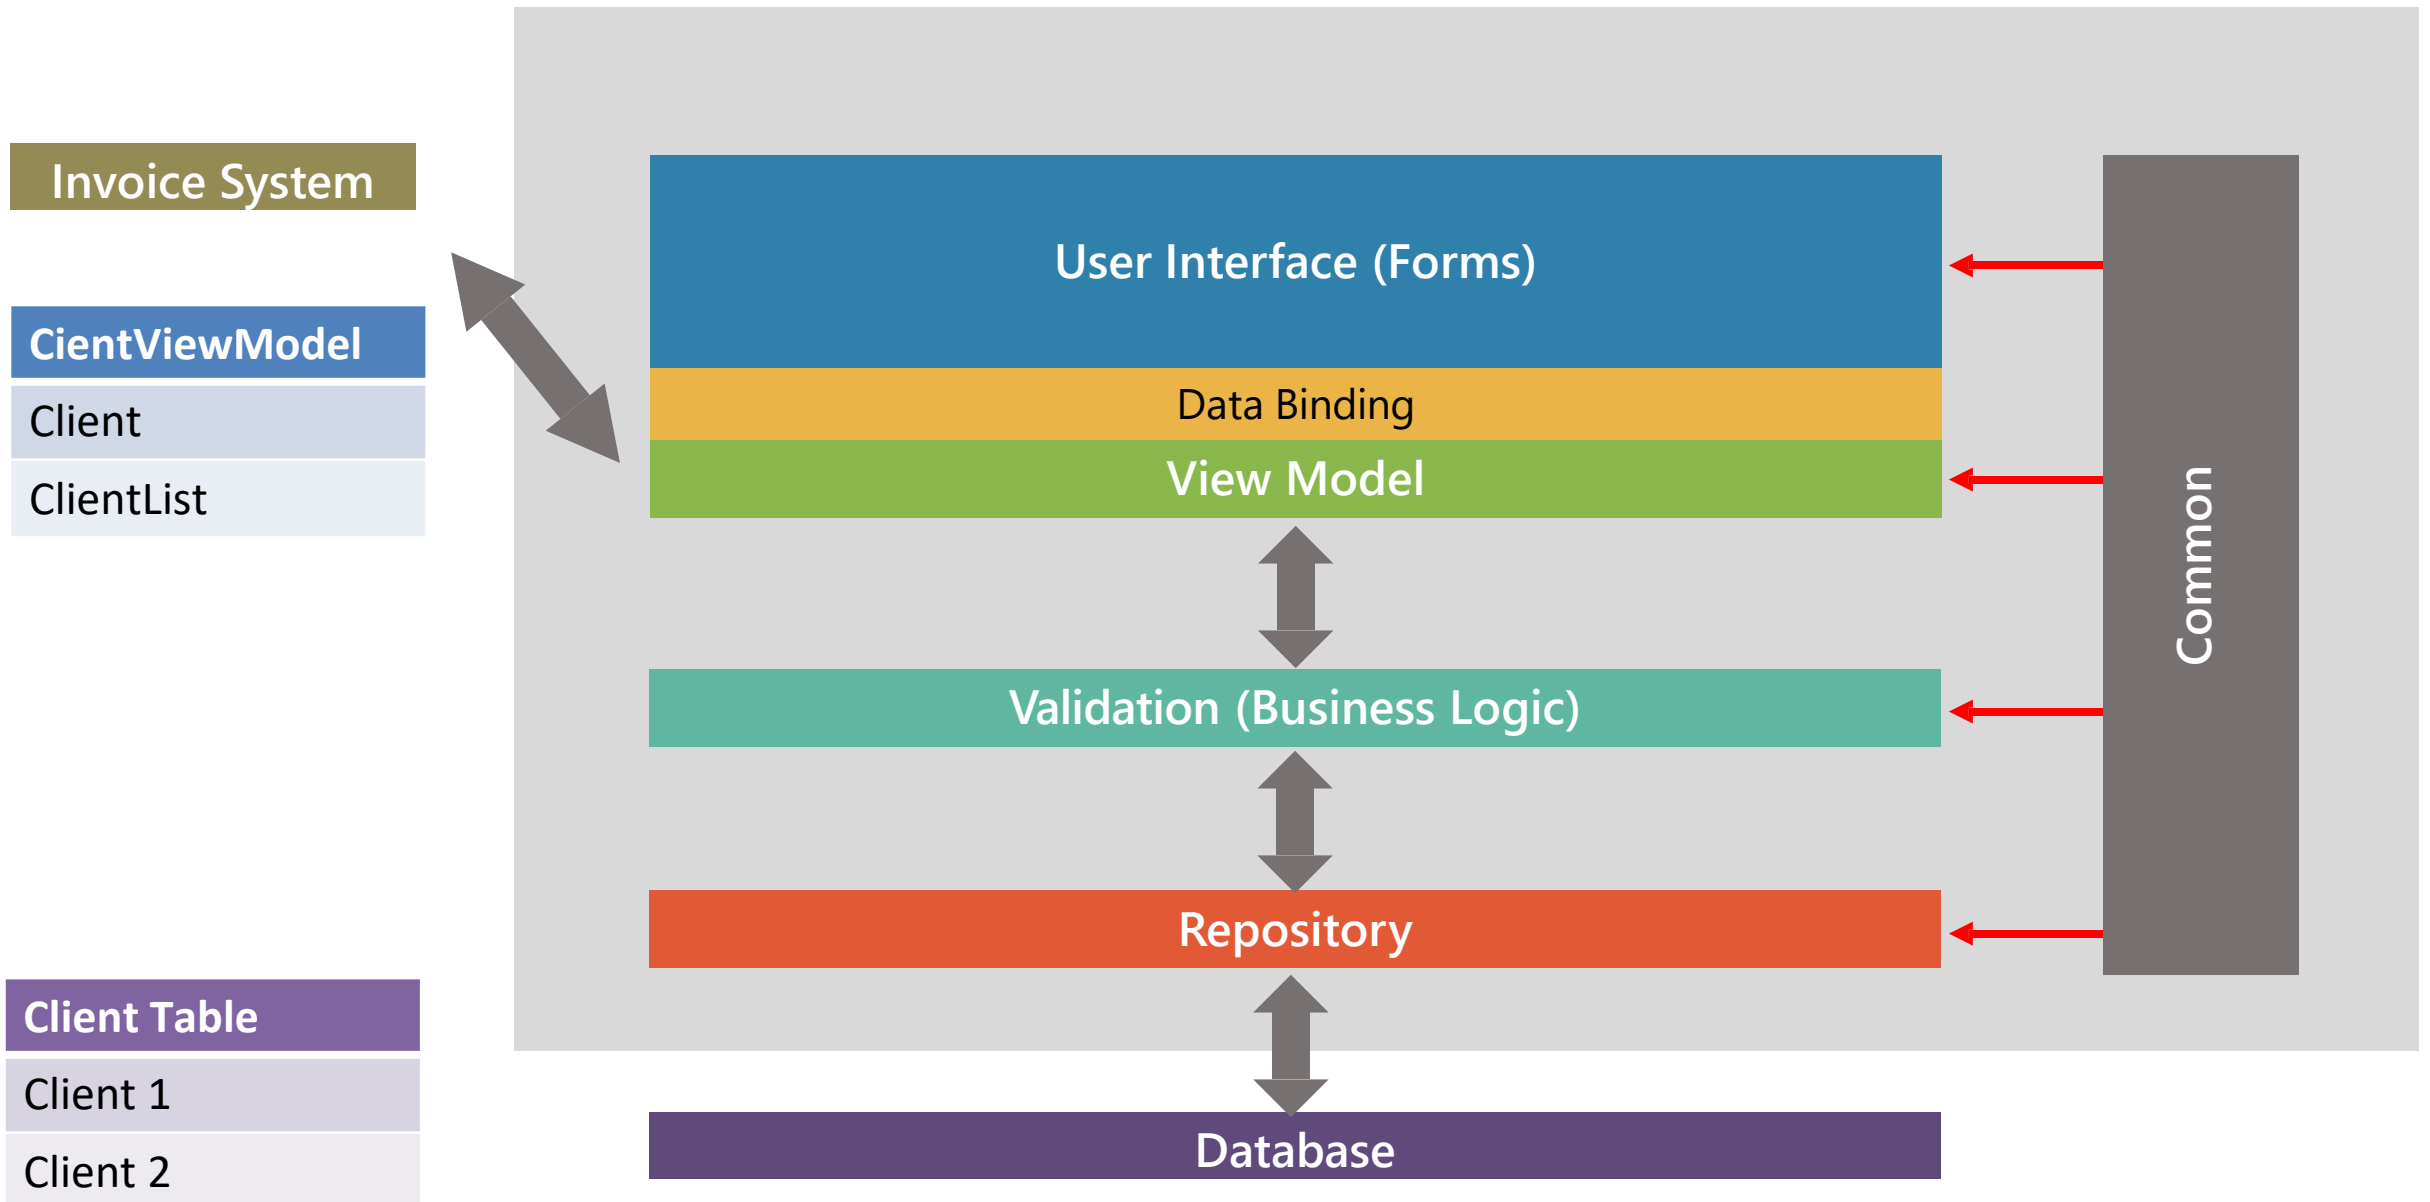 Invoice System
CientViewModel
Client
ClientList
Client Table
Client 1
Client 2
User Interface (Forms)
Data Binding
View Model
Validation (Business Logic)
Repository
Database
Common